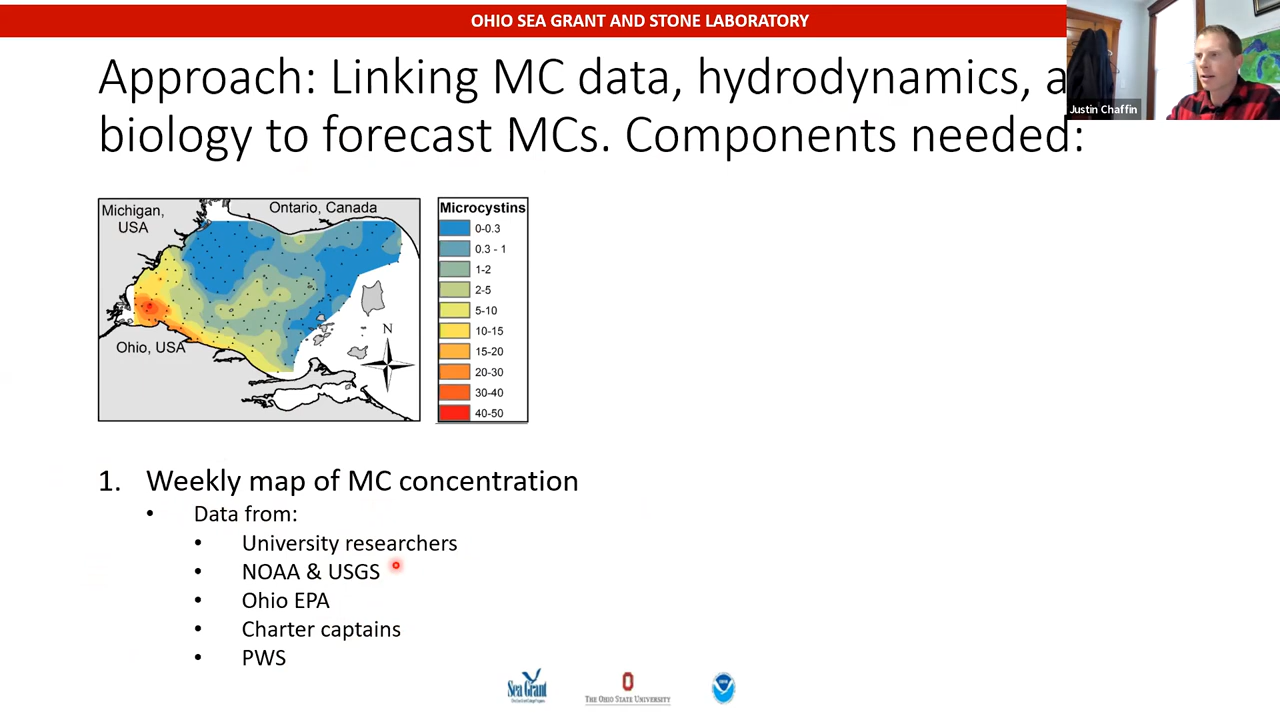 OHIO SEA GRANT AND STONE LABORATORY
Approach: Linking MC data, hydrodynamics, a
biology to forecast MCs. Components needed:
Justin Chaffin
Michigan,
USA
Ontario, Canada
Ohio, USA
N
Microcystins
0-0.3
0.3 - 1
1-2
2-5
5-10
10-15
15-20
20-30
30-40
40-50
1. Weekly map of MC concentration
• Data from:
• University researchers
• NOAA & USGS
• Ohio EPA
• Charter captains
• PWS
Sea Grant
THE OHIO STATE UNIVERSITY